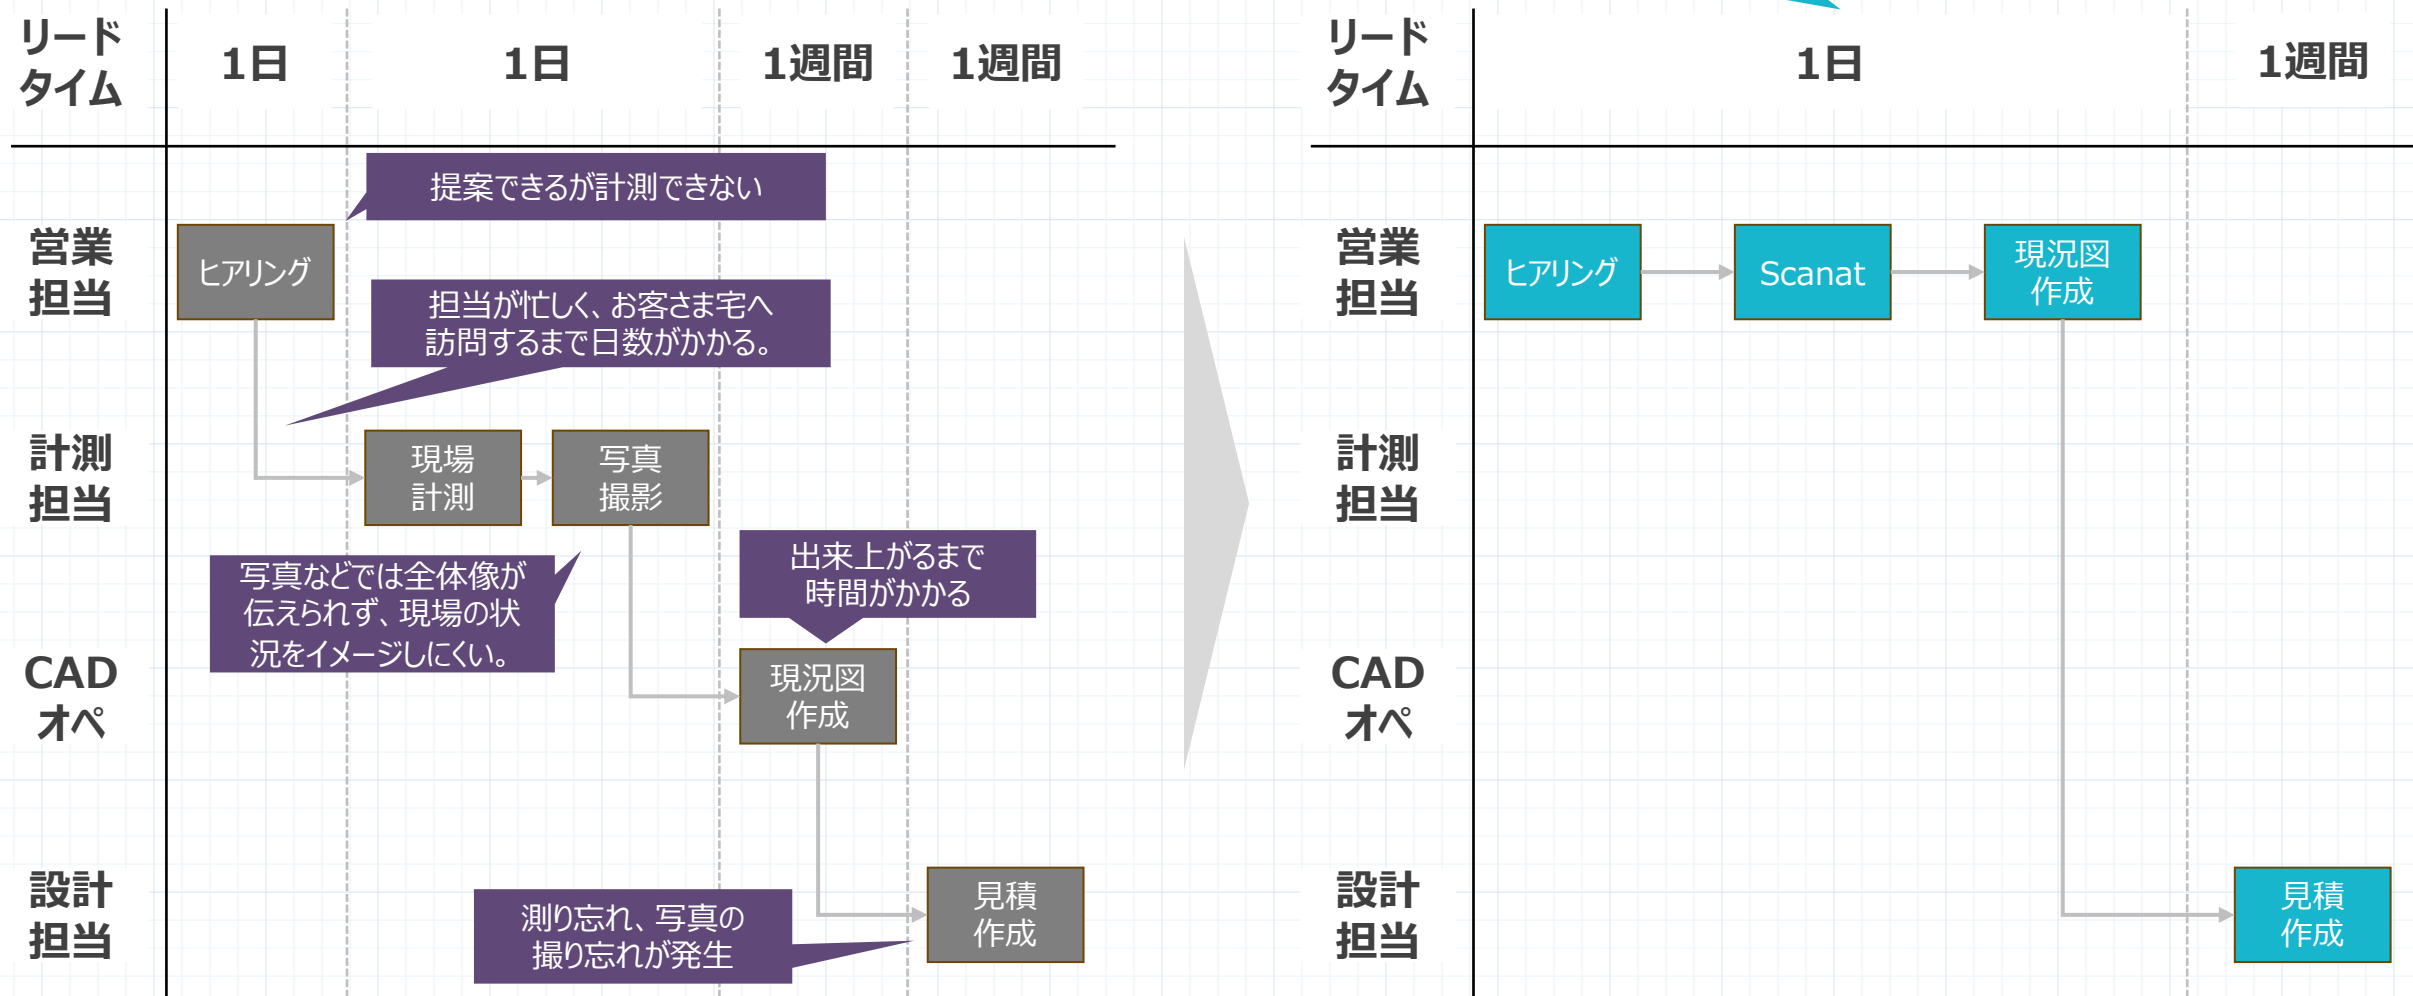 リード
タイム
1日
1日
1週間
1週間
提案できるが計測できない
営業
担当
ヒアリング
担当が忙しく、お客さま宅へ
訪問するまで日数がかかる。
計測
担当
現場
計測
写真
撮影
写真などでは全体像が
伝えられず、現場の状
況をイメージしにくい。
出来上がるまで
時間がかかる
CAD
オペ
現況図
作成
設計
担当
測り忘れ、写真の
撮り忘れが発生
見積
作成
リード
タイム
1日
1週間
営業
担当
ヒアリング
Scanat
現況図
作成
計測
担当
CAD
オペ
設計
担当
見積
作成